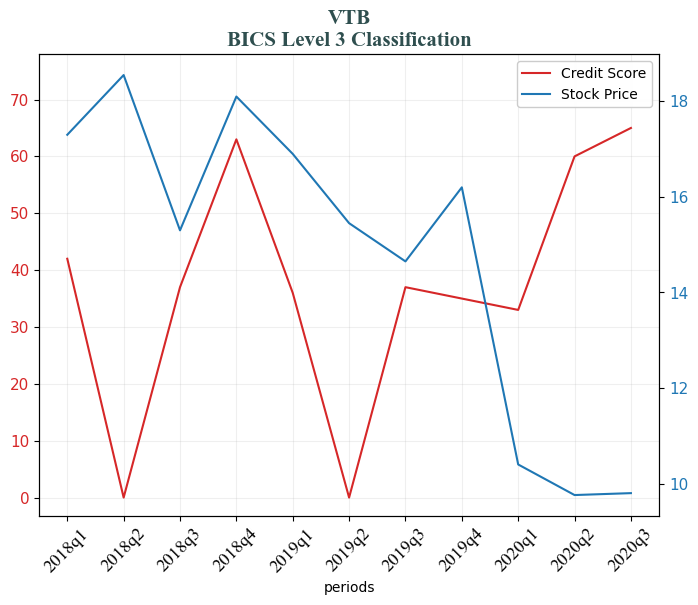 VTB
BICS Level 3 Classification
Credit Score
Stock Price
70
60
50
40
30
20
10
0
18
16
14
12
10
2018q1
2018q2
2018q3
2018q4
2019q1
2019q2
2019q3
2019q4
2020q1
2020q2
2020q3
periods